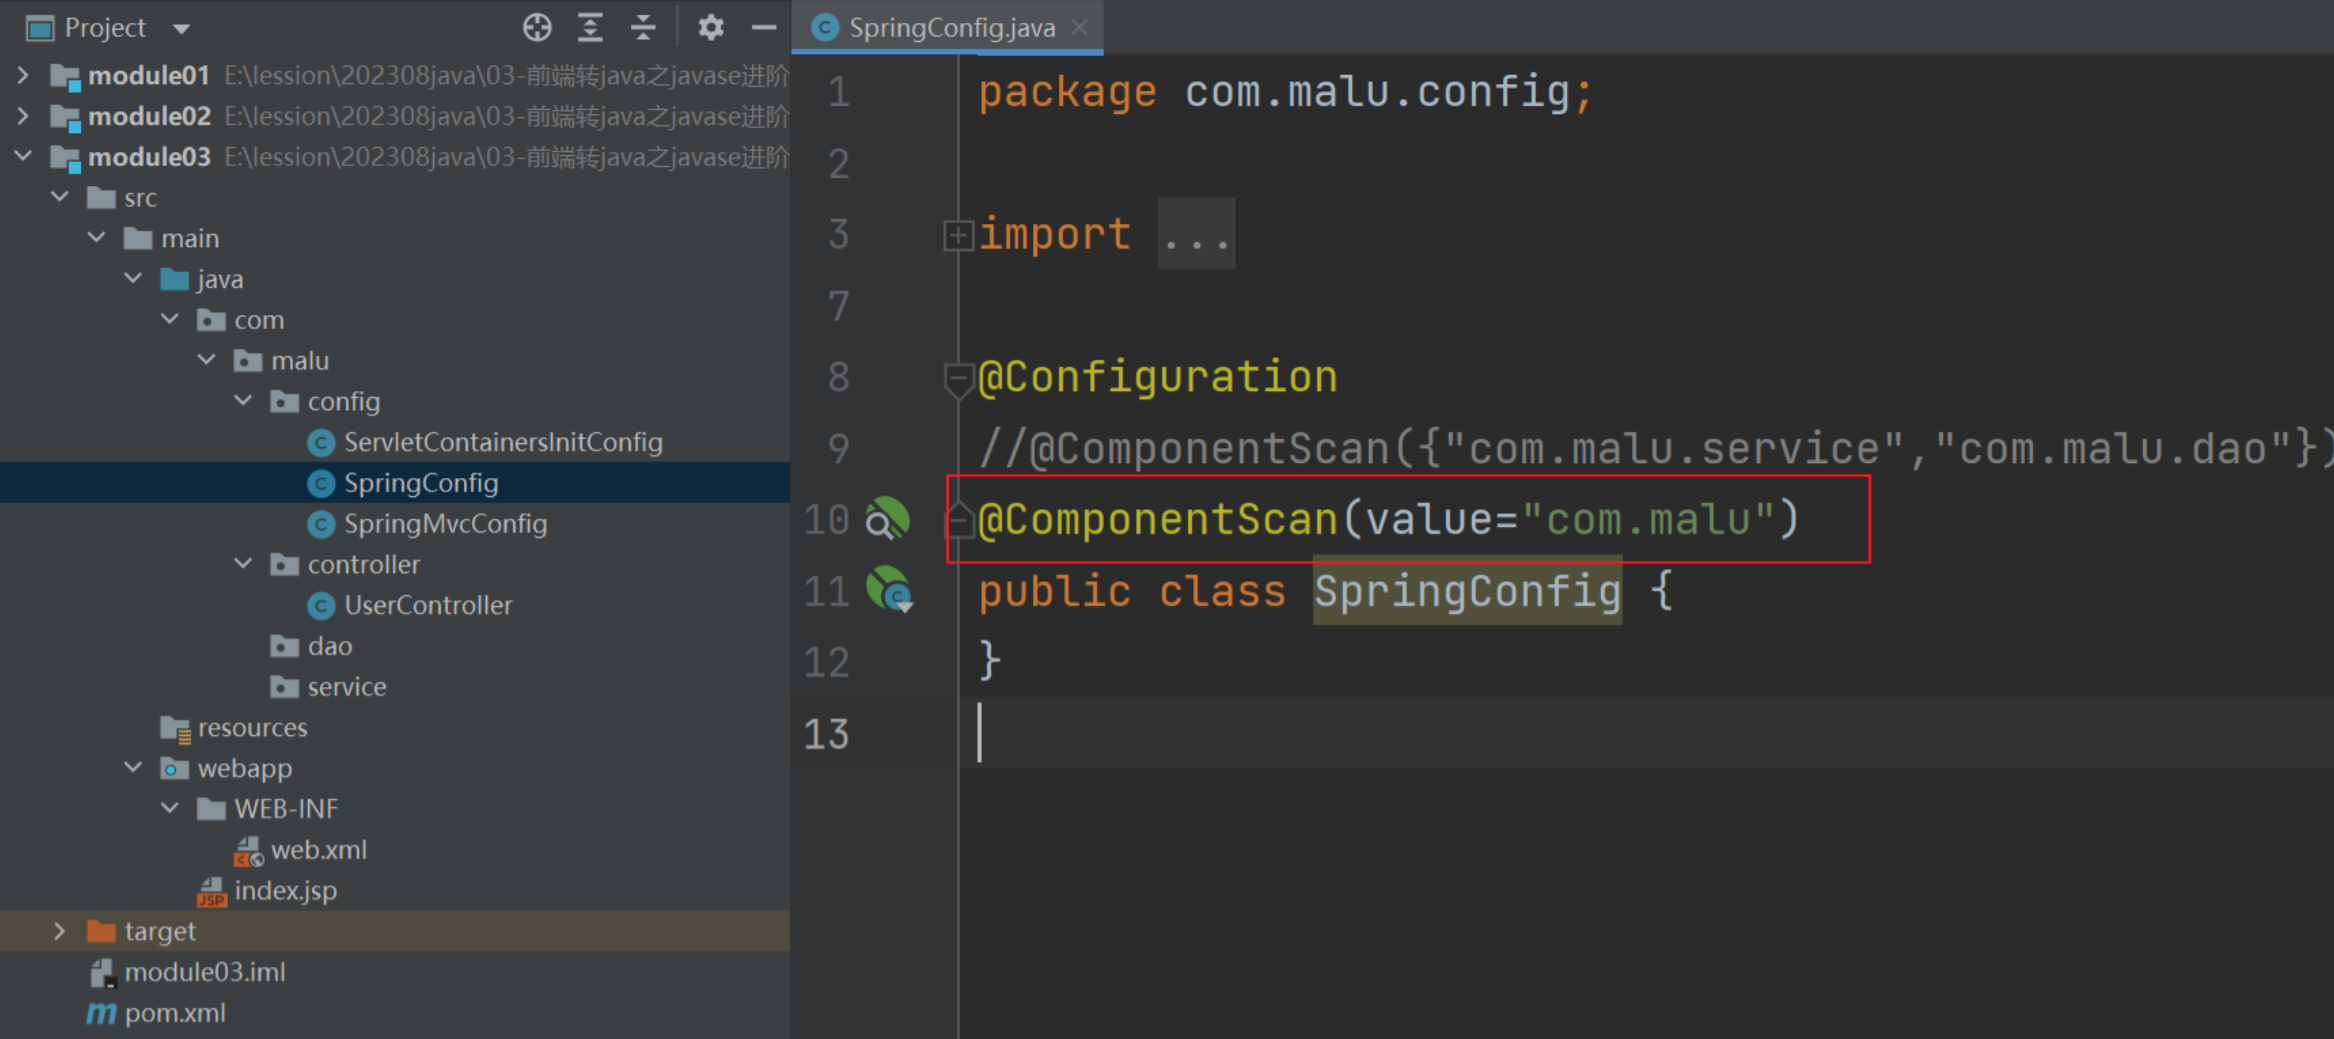 Project
module01 E:\lession\202308java\03-前端转java之javase进阶
module02 E:\lession\202308java\03-前端转java之javase进阶
module03 E:\lession\202308java\03-前端转java之javase进阶
src
main
java
com
malu
config
ServletContainersInitConfig
SpringConfig
SpringMvcConfig
controller
UserController
dao
service
resources
webapp
WEB-INF
web.xml
index.jsp
target
module03.iml
pom.xml
SpringConfig.java
1 package com.malu.config;
2
3 import ...
7
8 @Configuration
9 //@ComponentScan({"com.malu.service","com.malu.dao"})
10 @ComponentScan(value="com.malu")
11 public class SpringConfig {
12 }
13